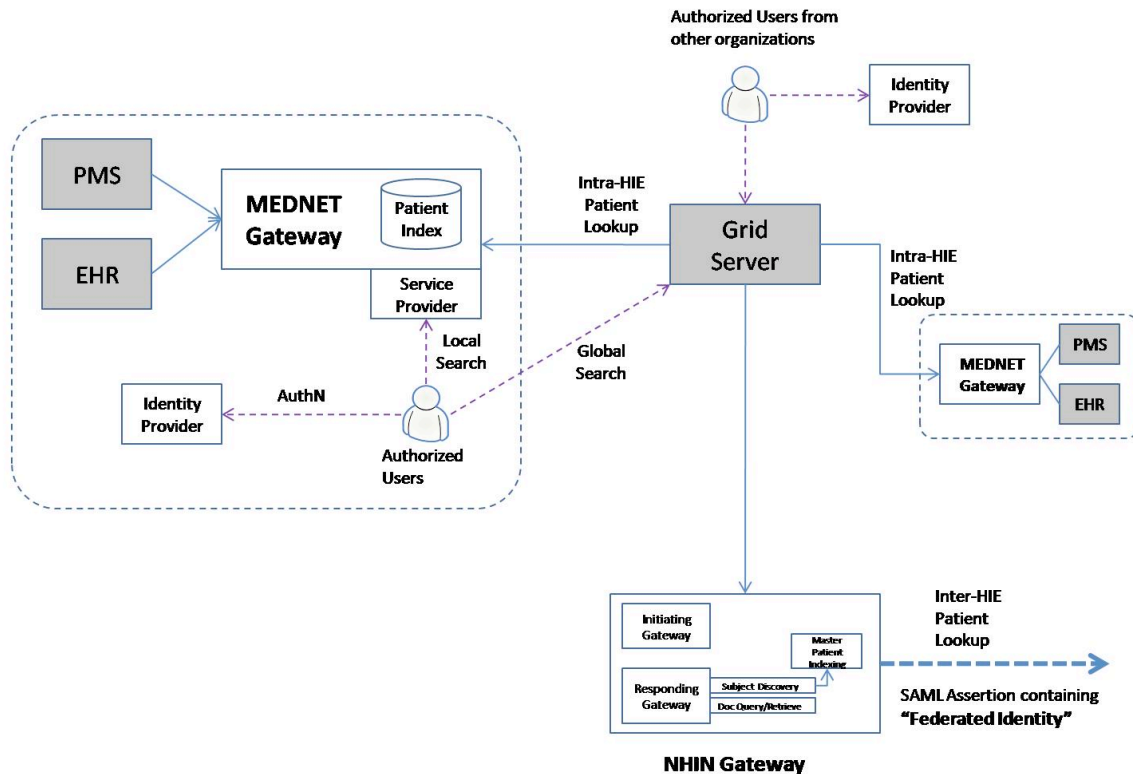 Authorized Users from
other organizations
Identity
Provider
PMS
EHR
MEDNET
Gateway
Patient
Index
Service
Provider
Intra-HIE
Patient
Lookup
Grid
Server
Intra-HIE
Patient
Lookup
Local
Search
Global
Search
AuthN
Identity
Provider
Authorized
Users
MEDNET
Gateway
PMS
EHR
Initiating
Gateway
Master
Patient
Indexing
Responding
Gateway
Subject Discovery
Doc Query/Retrieve
NHIN Gateway
Inter-HIE
Patient
Lookup
SAML Assertion containing
“Federated Identity”